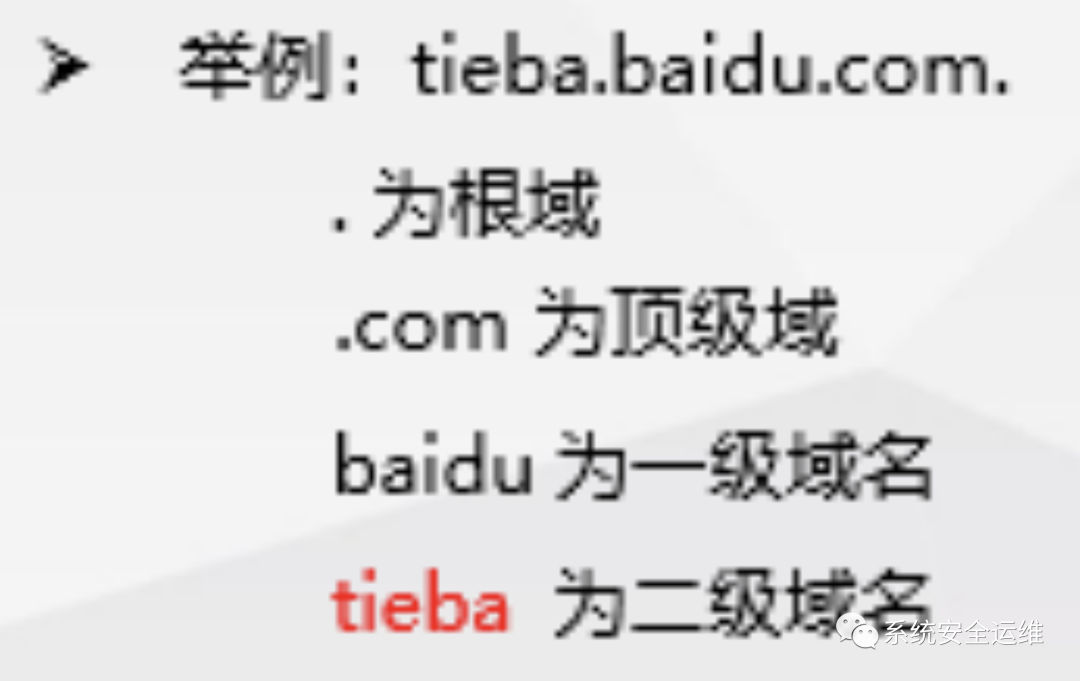 ➢ 举例：tieba.baidu.com.
. 为根域
.com 为顶级域
baidu 为一级域名
tieba 为二级域名
系统安全运维